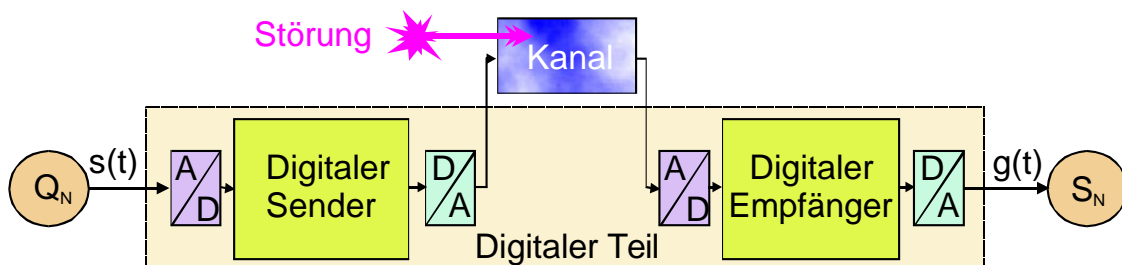 Störung
Kanal
Q_N
s(t)
A/D
Digitaler
Sender
D/A
A/D
Digitaler
Empfänger
D/A
g(t)
S_N
Digitaler Teil